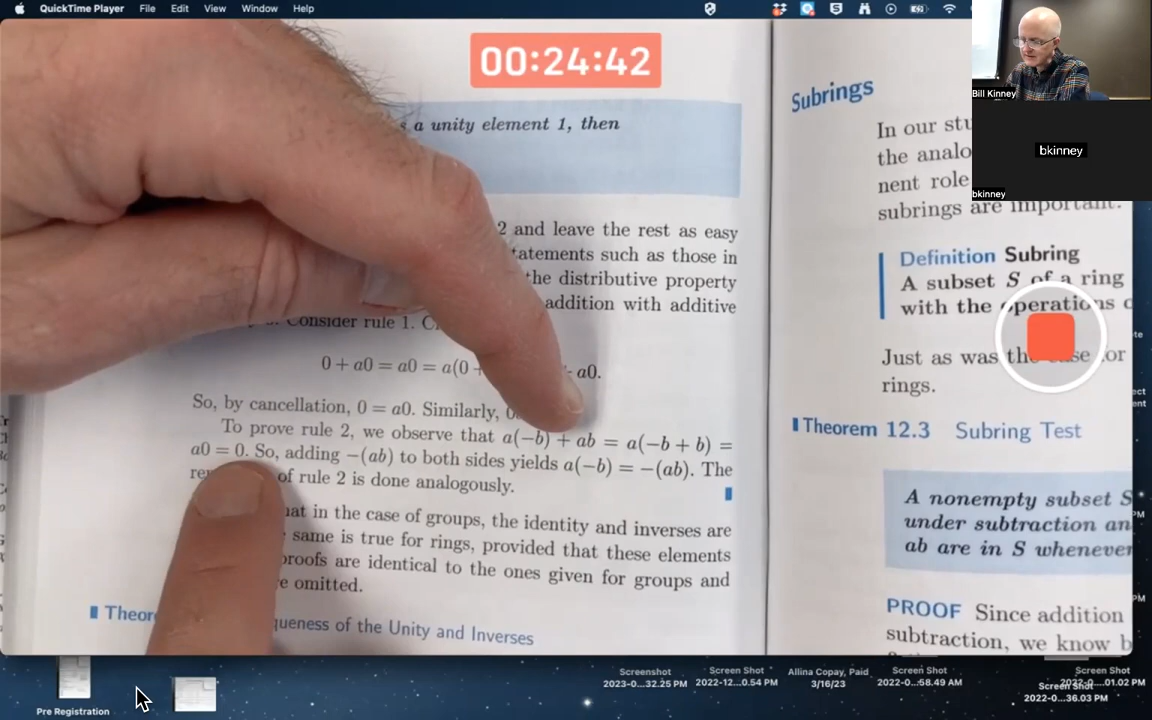 QuickTime Player File Edit View Window Help
00:24:42
Bill Kinney
bkinney
bkinney
a unity element 1, then
2 and leave the rest as easy
tatements such as those in
the distributive property
addition with additive
Consider rule 1.
0 + a0 = a0 = a(0 + a0.
So, by cancellation, 0 = a0. Similarly,
To prove rule 2, we observe that a(−b) + ab = a(−b + b) =
a0 = 0. So, adding −(ab) to both sides yields a(−b) = −(ab). The
of rule 2 is done analogously.
hat in the case of groups, the identity and inverses are
same is true for rings, provided that these elements
proofs are identical to the ones given for groups and
e omitted.
Theor queness of the Unity and Inverses
Subrings
In our stu
the analo
nent role
subrings are important.
Definition Subring
A subset S of a ring
with the operations o
Just as was the case for
rings.
Theorem 12.3 Subring Test
A nonempty subset S
under subtraction an
ab are in S whenever
PROOF Since addition
subtraction, we know b
Pre Registration
Screenshot
2023-0...32.25 PM
Screen Shot
2022-12...0.54 PM
Allina Copay, Paid
3/16/23
Screen Shot
2022-0...58.49 AM
Screen Shot
2022-0....01.02 PM
Screen Shot
2022-0...36.03 PM